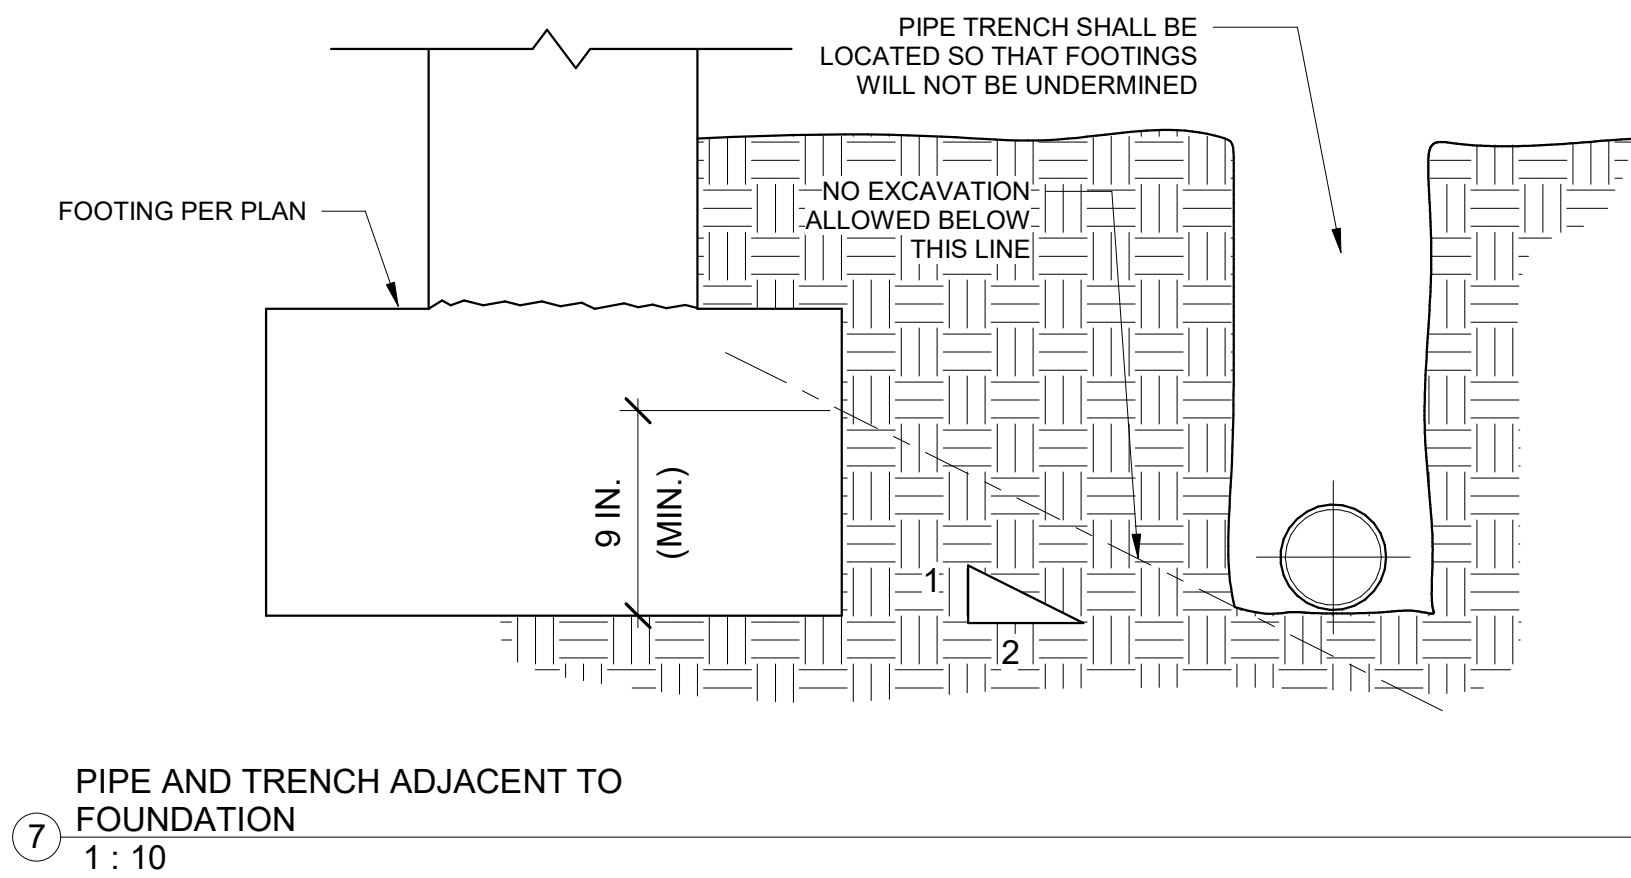 PIPE TRENCH SHALL BE
LOCATED SO THAT FOOTINGS
WILL NOT BE UNDERMINED
NO EXCAVATION
ALLOWED BELOW
THIS LINE
FOOTING PER PLAN
9 IN.
(MIN.)
1
2
PIPE AND TRENCH ADJACENT TO
FOUNDATION
7
1 : 10